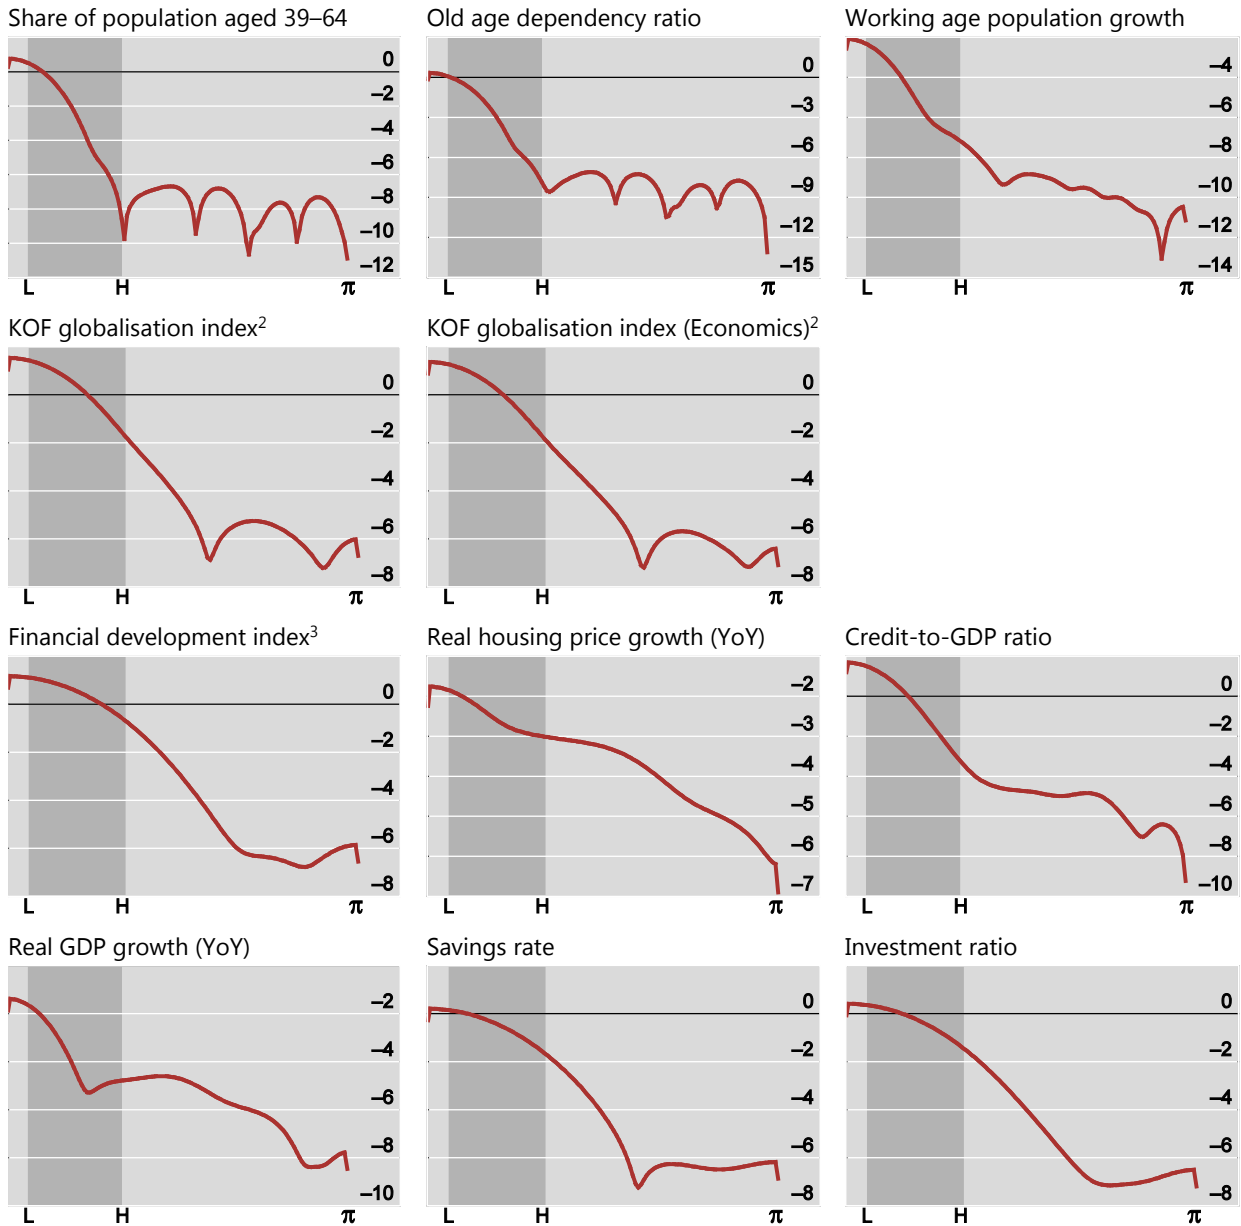 Share of population aged 39–64
0
–2
–4
–6
–8
–10
–12
L H π
Old age dependency ratio
0
–3
–6
–9
–12
–15
L H π
Working age population growth
–4
–6
–8
–10
–12
–14
L H π
KOF globalisation index²
0
–2
–4
–6
–8
L H π
KOF globalisation index (Economics)²
0
–2
–4
–6
–8
L H π
Financial development index³
0
–2
–4
–6
–8
L H π
Real housing price growth (YoY)
–2
–3
–4
–5
–6
–7
L H π
Credit-to-GDP ratio
0
–2
–4
–6
–8
–10
L H π
Real GDP growth (YoY)
–2
–4
–6
–8
–10
L H π
Savings rate
0
–2
–4
–6
–8
L H π
Investment ratio
0
–2
–4
–6
–8
L H π